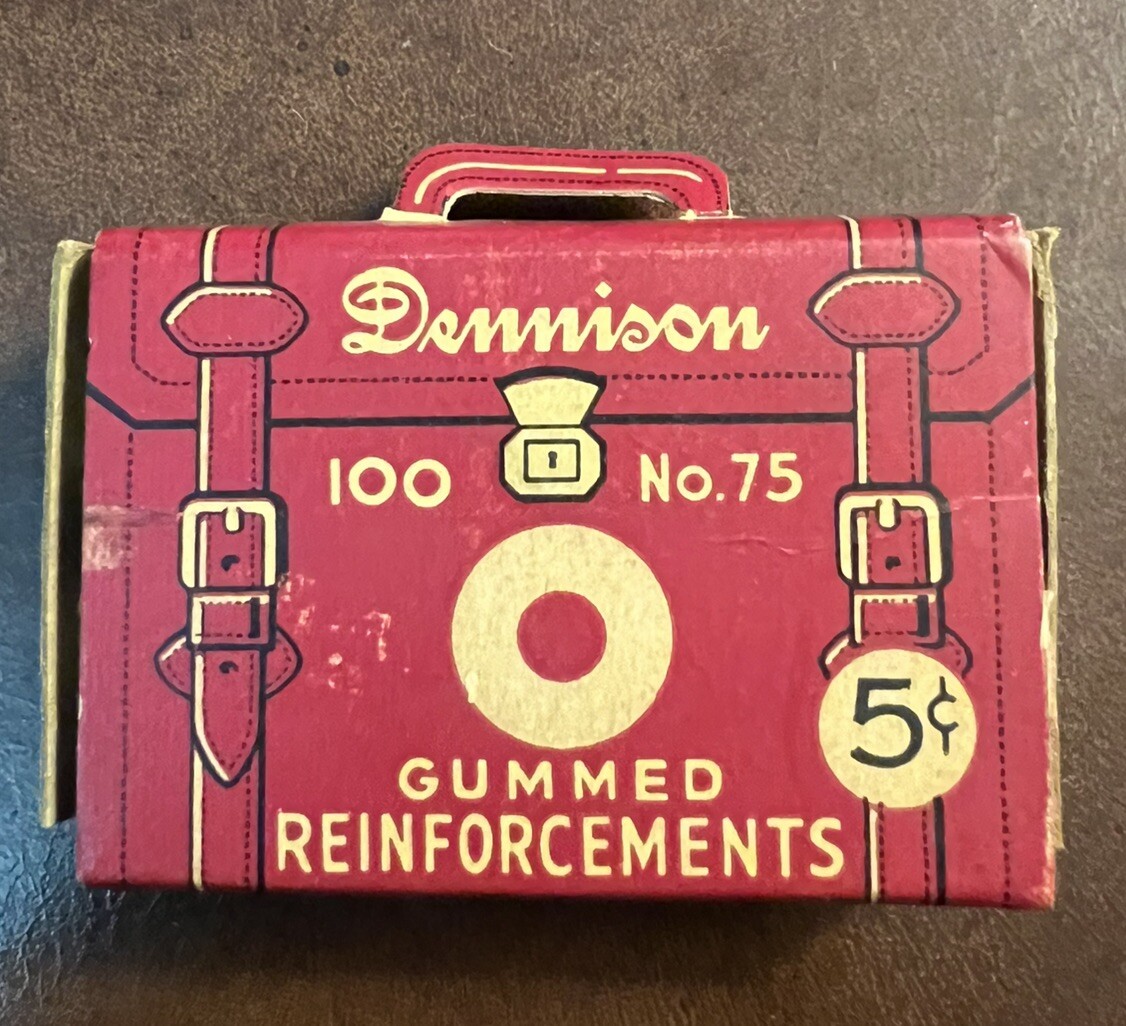 Dennison
100 No.75
5¢
GUMMED
REINFORCEMENTS